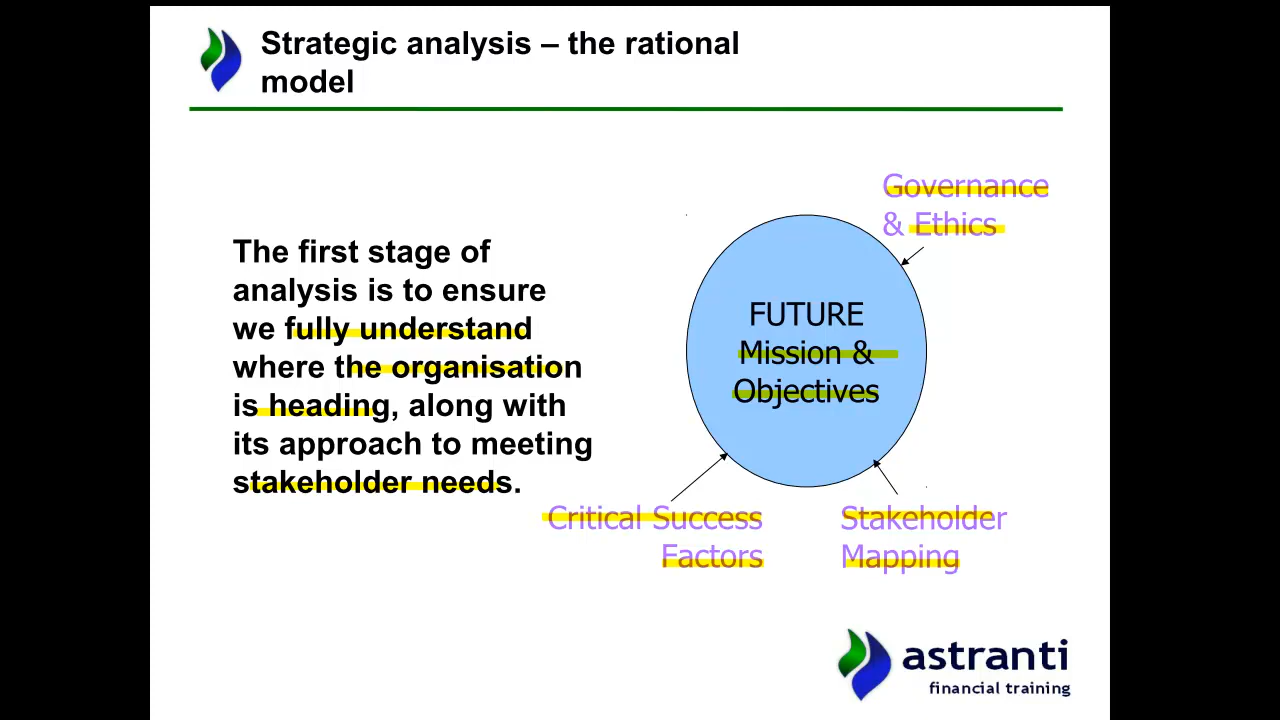 Strategic analysis – the rational
model
The first stage of
analysis is to ensure
we fully understand
where the organisation
is heading, along with
its approach to meeting
stakeholder needs.
Governance
& Ethics
FUTURE
Mission &
Objectives
Critical Success
Factors
Stakeholder
Mapping
astranti
financial training